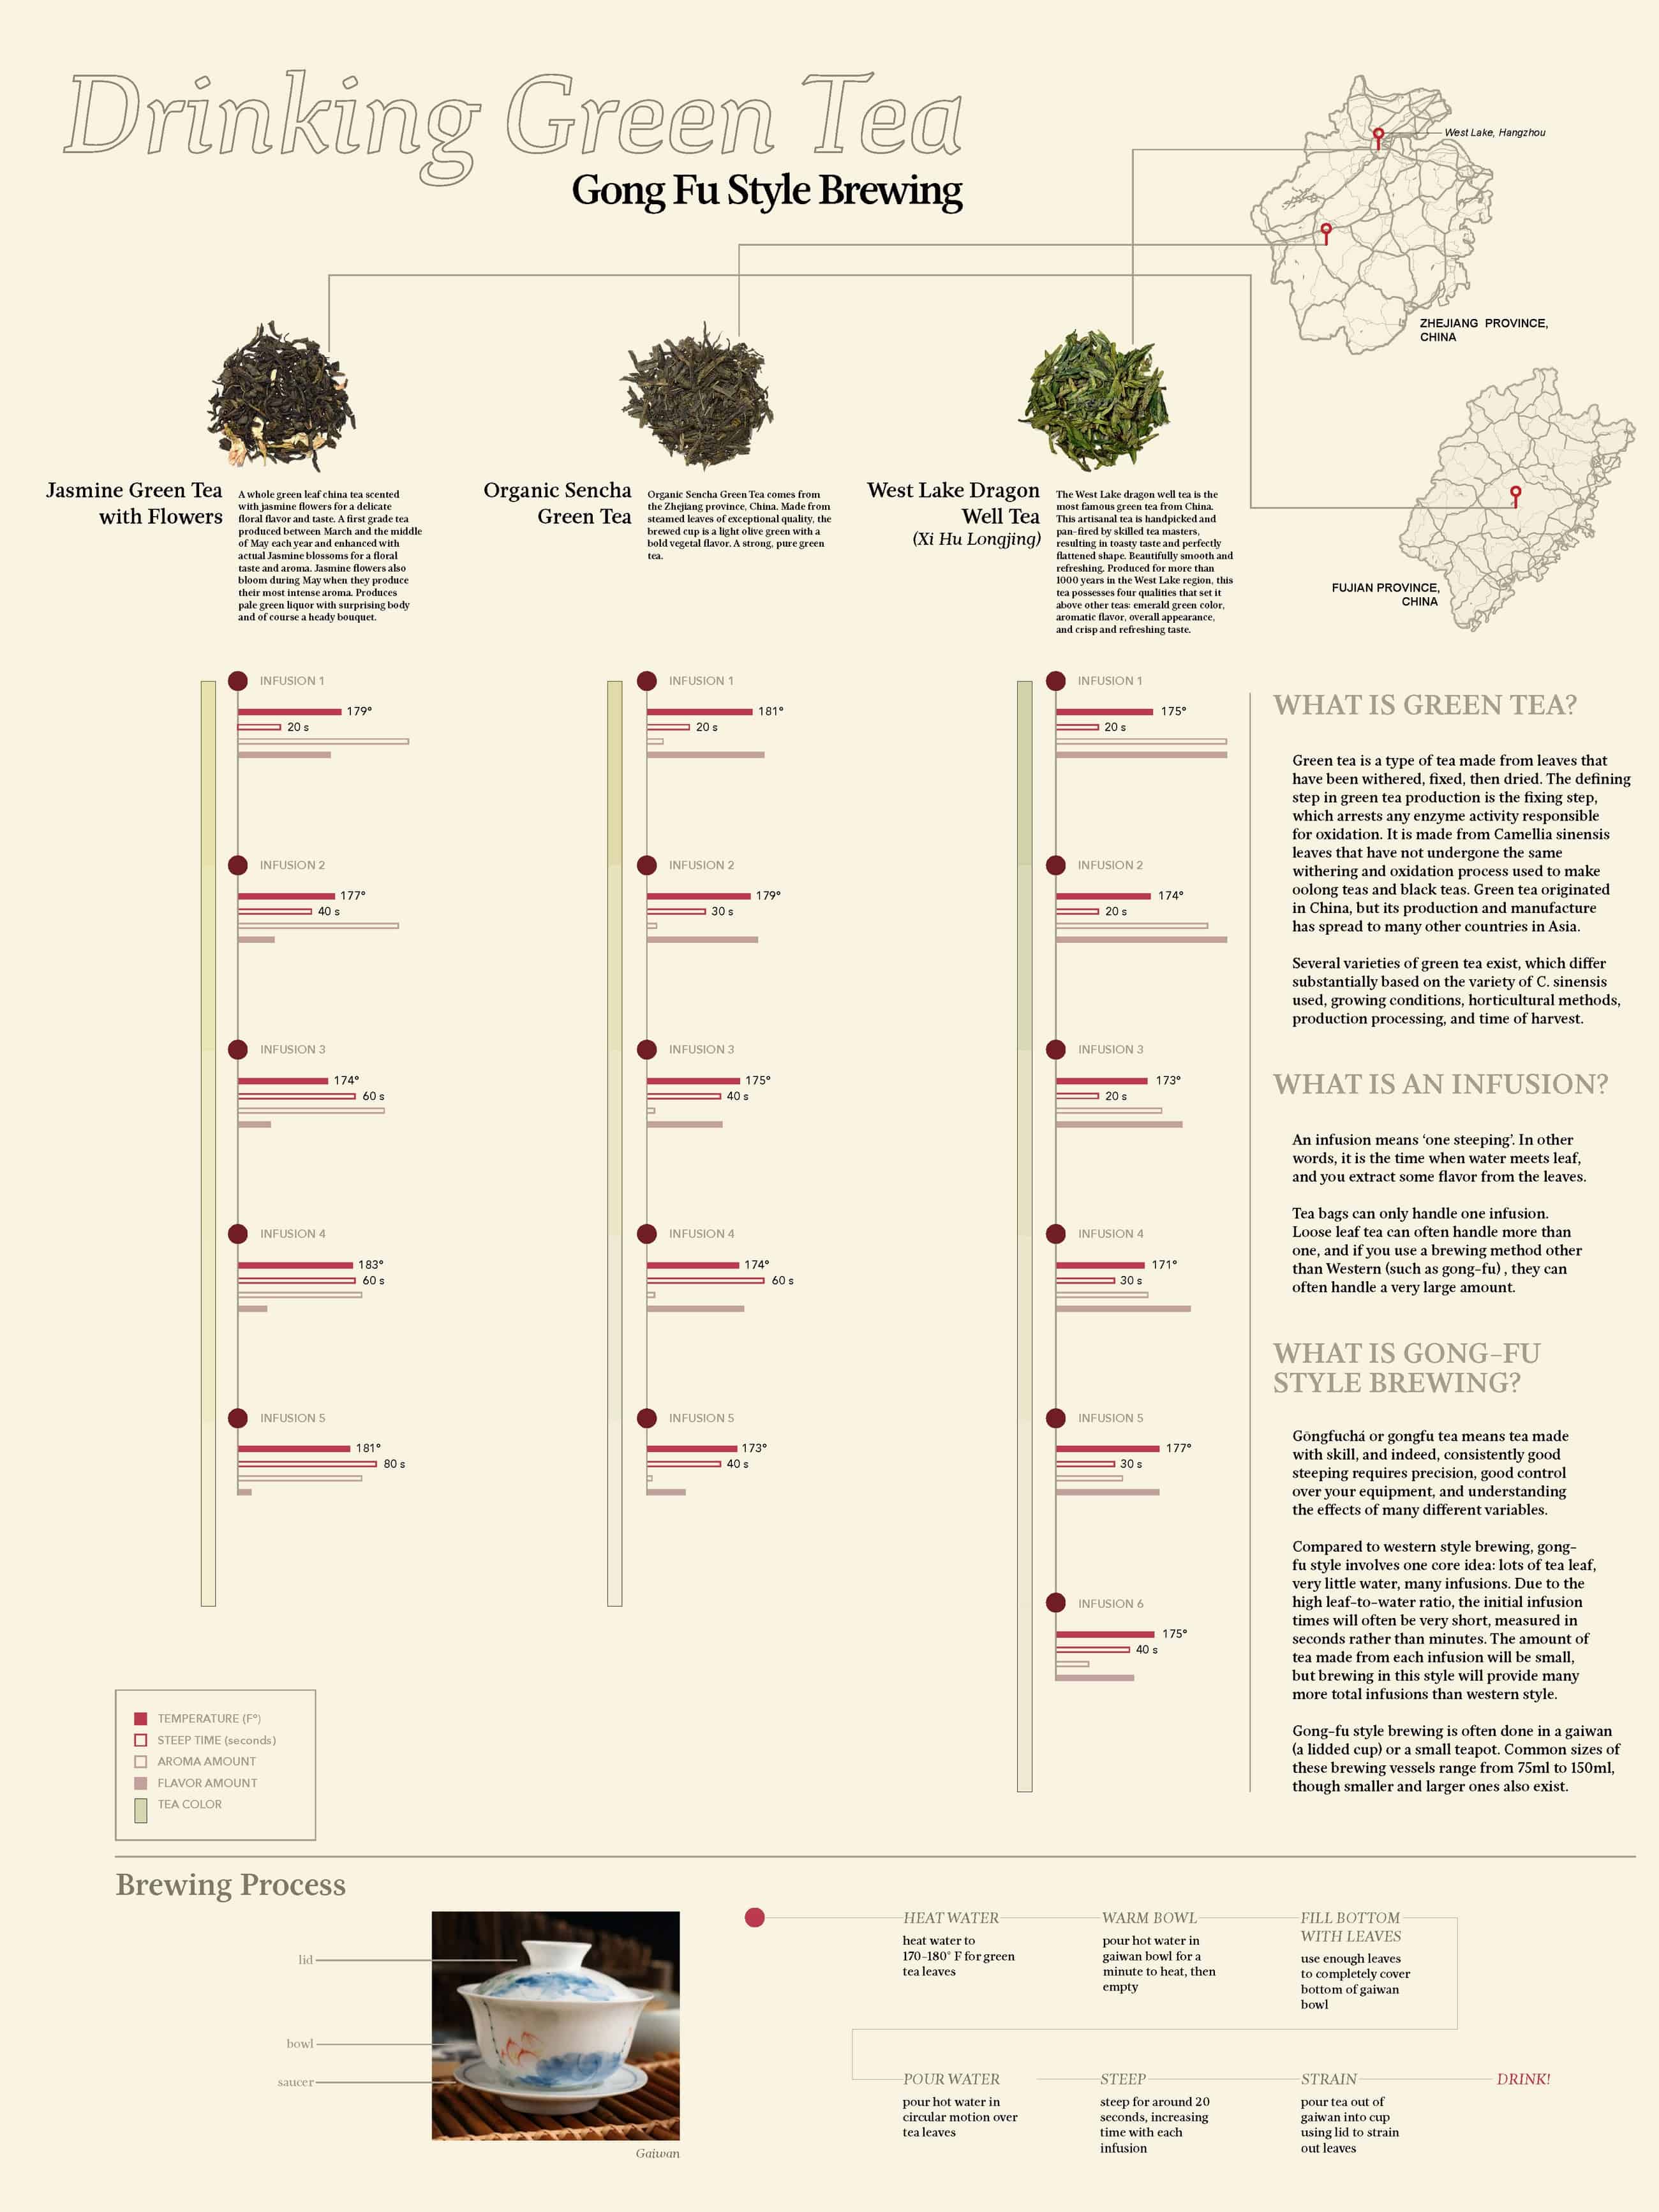 Drinking Green Tea
Gong Fu Style Brewing
West Lake, Hangzhou
ZHEJIANG PROVINCE,
CHINA
FUJIAN PROVINCE,
CHINA
Jasmine Green Tea
with Flowers
A whole green leaf china tea scented
with jasmine flowers for a delicate
floral flavor and taste. A first grade tea
produced between March and the middle
of May each year and enhanced with
actual Jasmine blossoms for a floral
taste and aroma. Jasmine flowers also
bloom during May when they produce
their most intense aroma. Produces
pale green liquor with surprising body
and of course a heady bouquet.
Organic Sencha
Green Tea
Organic Sencha Green Tea comes from
the Zhejiang province, China. Made from
steamed leaves of exceptional quality, the
brewed cup is a light olive green with a
bold vegetal flavor. A strong, pure green
tea.
West Lake Dragon
Well Tea
(Xi Hu Longjing)
The West Lake dragon well tea is the
most famous green tea from China.
This artisanal tea is handpicked and
pan-fired by skilled tea masters,
resulting in toasty taste and perfectly
flattened shape. Beautifully smooth and
refreshing. Produced for more than
1000 years in the West Lake region, this
tea possesses four qualities that set it
above other teas: emerald green color,
aromatic flavor, overall appearance,
and crisp and refreshing taste.
INFUSION 1
179°
20 s
INFUSION 2
177°
40 s
INFUSION 3
174°
60 s
INFUSION 4
183°
60 s
INFUSION 5
181°
80 s
INFUSION 1
181°
20 s
INFUSION 2
179°
30 s
INFUSION 3
175°
40 s
INFUSION 4
174°
60 s
INFUSION 5
173°
40 s
INFUSION 1
175°
20 s
INFUSION 2
174°
20 s
INFUSION 3
173°
20 s
INFUSION 4
171°
30 s
INFUSION 5
177°
30 s
INFUSION 6
175°
40 s
WHAT IS GREEN TEA?
Green tea is a type of tea made from leaves that
have been withered, fixed, then dried. The defining
step in green tea production is the fixing step,
which arrests any enzyme activity responsible
for oxidation. It is made from Camellia sinensis
leaves that have not undergone the same
withering and oxidation process used to make
oolong teas and black teas. Green tea originated
in China, but its production and manufacture
has spread to many other countries in Asia.
Several varieties of green tea exist, which differ
substantially based on the variety of C. sinensis
used, growing conditions, horticultural methods,
production processing, and time of harvest.
WHAT IS AN INFUSION?
An infusion means ‘one steeping’. In other
words, it is the time when water meets leaf,
and you extract some flavor from the leaves.
Tea bags can only handle one infusion.
Loose leaf tea can often handle more than
one, and if you use a brewing method other
than Western (such as gong-fu) , they can
often handle a very large amount.
WHAT IS GONG-FU
STYLE BREWING?
Gōngfuchá or gongfu tea means tea made
with skill, and indeed, consistently good
steeping requires precision, good control
over your equipment, and understanding
the effects of many different variables.
Compared to western style brewing, gong-
fu style involves one core idea: lots of tea leaf,
very little water, many infusions. Due to the
high leaf-to-water ratio, the initial infusion
times will often be very short, measured in
seconds rather than minutes. The amount of
tea made from each infusion will be small,
but brewing in this style will provide many
more total infusions than western style.
Gong-fu style brewing is often done in a gaiwan
(a lidded cup) or a small teapot. Common sizes of
these brewing vessels range from 75ml to 150ml,
though smaller and larger ones also exist.
TEMPERATURE (F°)
STEEP TIME (seconds)
AROMA AMOUNT
FLAVOR AMOUNT
TEA COLOR
Brewing Process
lid
bowl
saucer
Gaiwan
HEAT WATER
heat water to
170-180° F for green
tea leaves
WARM BOWL
pour hot water in
gaiwan bowl for a
minute to heat, then
empty
FILL BOTTOM
WITH LEAVES
use enough leaves
to completely cover
bottom of gaiwan
bowl
POUR WATER
pour hot water in
circular motion over
tea leaves
STEEP
steep for around 20
seconds, increasing
time with each
infusion
STRAIN
pour tea out of
gaiwan into cup
using lid to strain
out leaves
DRINK!